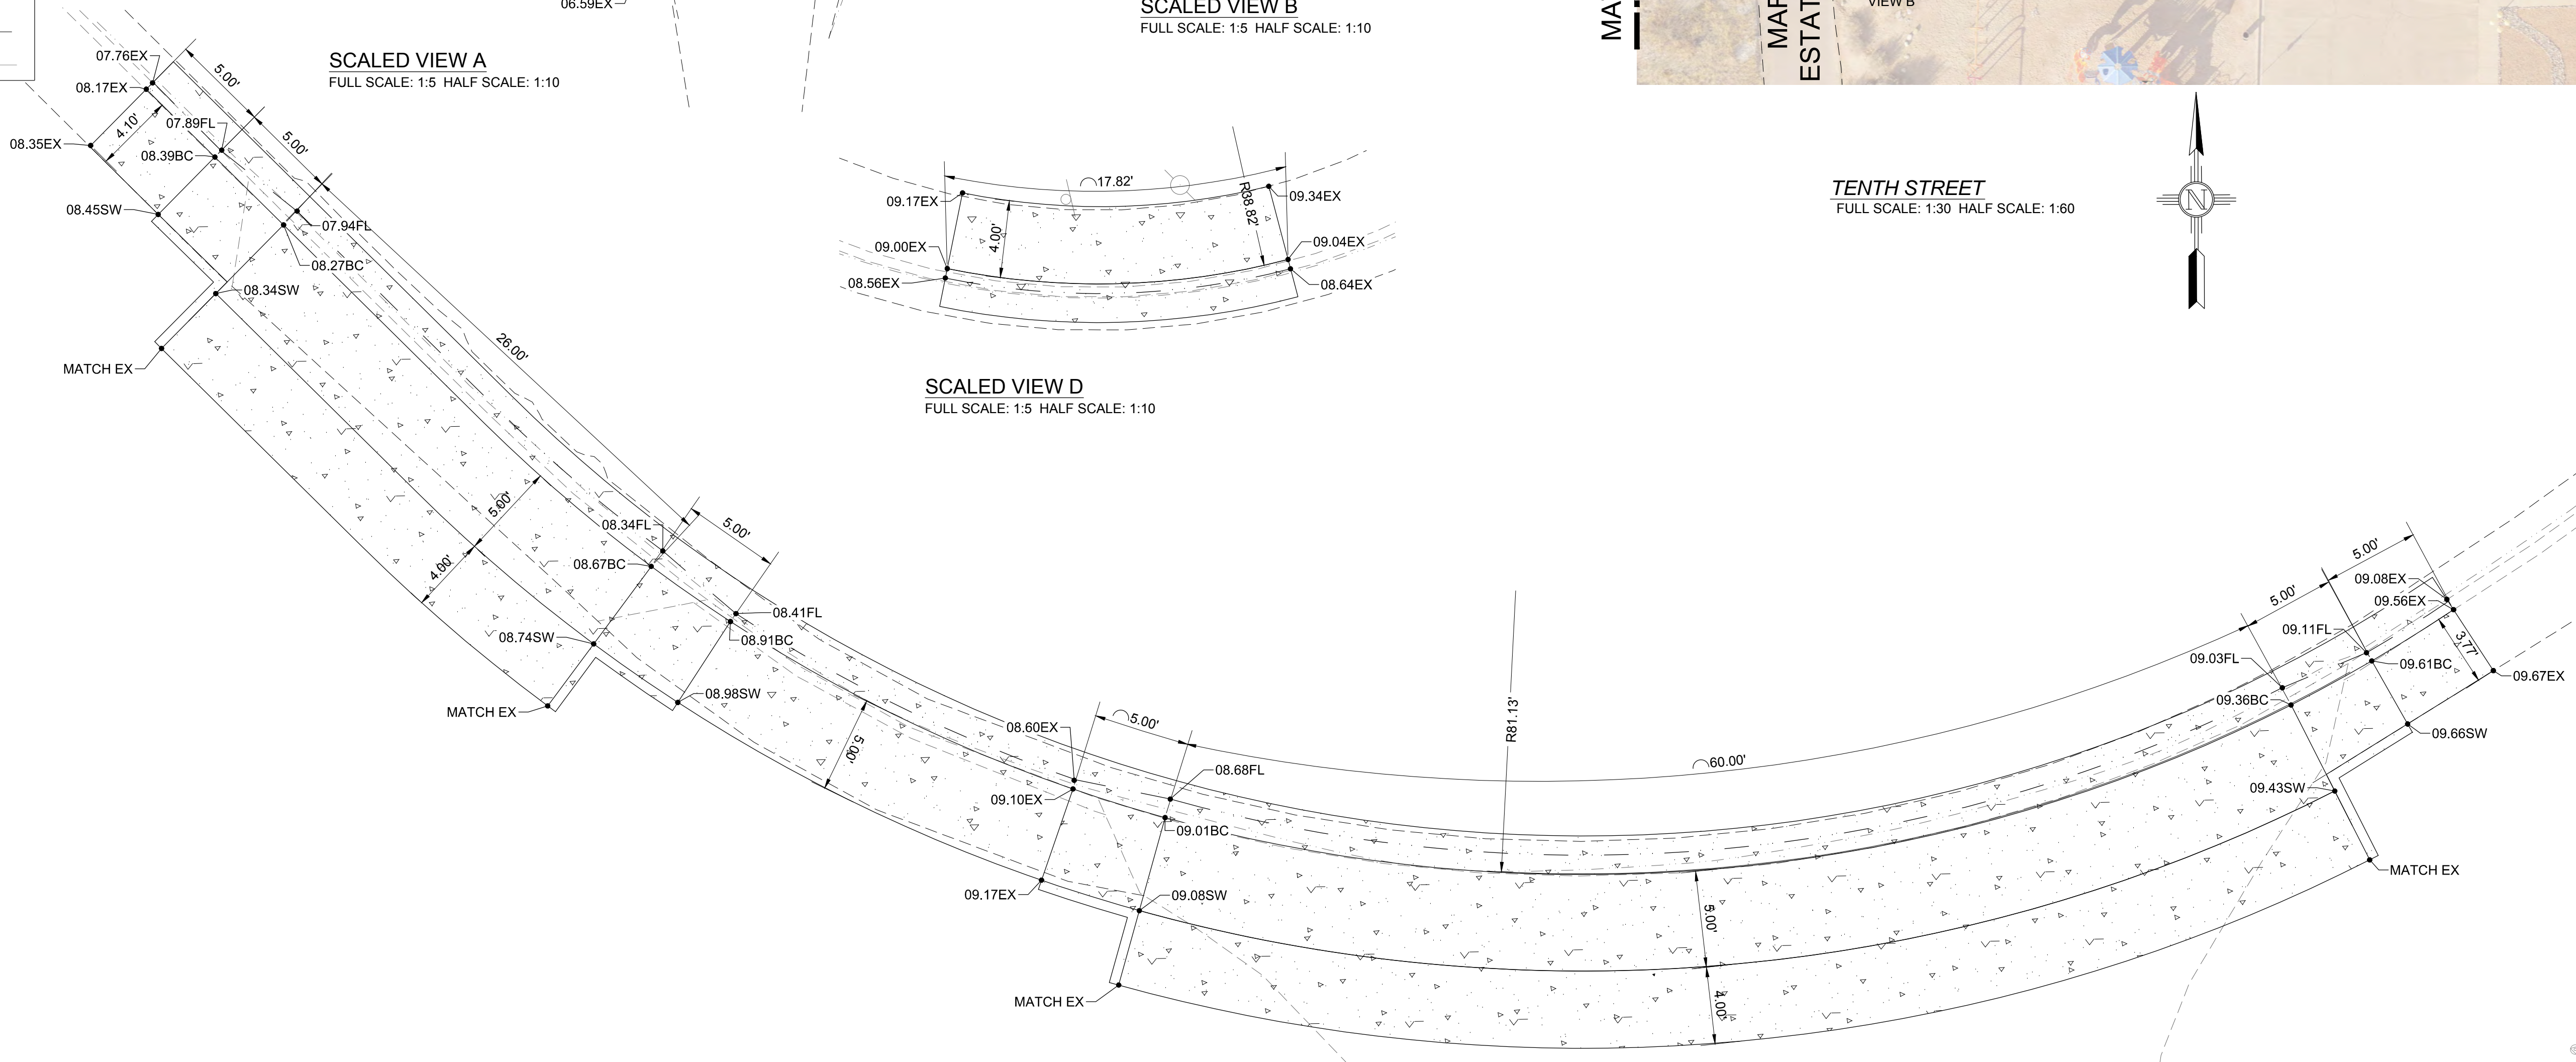 06.59EX
SCALED VIEW B
FULL SCALE: 1:5 HALF SCALE: 1:10
VIEW B
SCALED VIEW A
FULL SCALE: 1:5 HALF SCALE: 1:10
07.76EX
08.17EX
08.35EX
4.10'
5.00'
5.00'
07.89FL
08.39BC
08.45SW
07.94FL
08.27BC
08.34SW
MATCH EX
26.00'
5.00'
4.00'
08.34FL
08.67BC
5.00'
08.41FL
08.91BC
08.74SW
08.98SW
MATCH EX
17.82'
R38.82'
09.17EX
09.34EX
4.00'
09.00EX
09.04EX
08.56EX
08.64EX
SCALED VIEW D
FULL SCALE: 1:5 HALF SCALE: 1:10
TENTH STREET
FULL SCALE: 1:30 HALF SCALE: 1:60
N
5.00'
08.60EX
09.10EX
09.17EX
5.00'
08.68FL
09.01BC
09.08SW
MATCH EX
R81.13'
60.00'
5.00'
4.00'
5.00'
5.00'
09.08EX
09.56EX
09.11FL
09.03FL
3.77'
09.61BC
09.67EX
09.36BC
09.66SW
09.43SW
MATCH EX